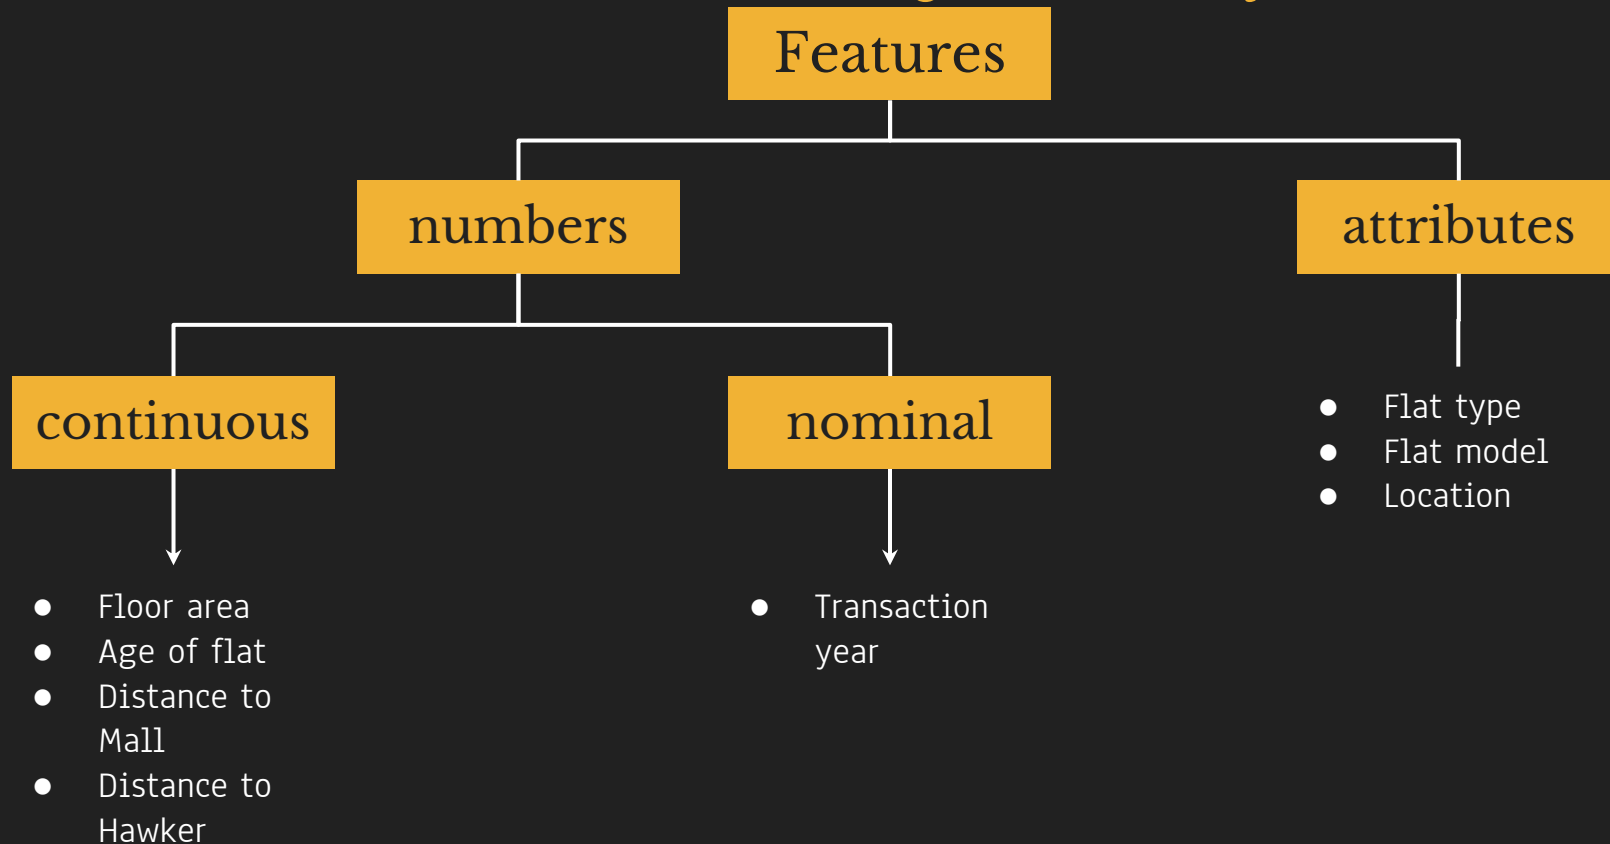 Features
numbers
attributes
continuous
nominal
● Flat type
● Flat model
● Location
● Floor area
● Age of flat
● Distance to
Mall
● Distance to
Hawker
● Transaction
year